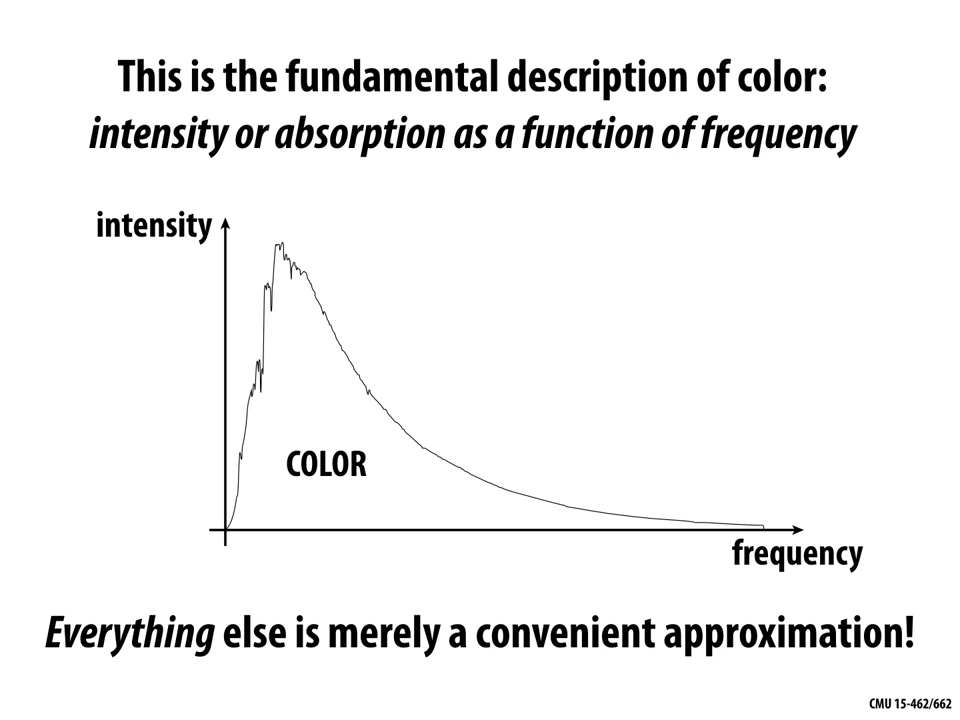 This is the fundamental description of color:
intensity or absorption as a function of frequency
intensity
COLOR
frequency
Everything else is merely a convenient approximation!
CMU 15-462/662